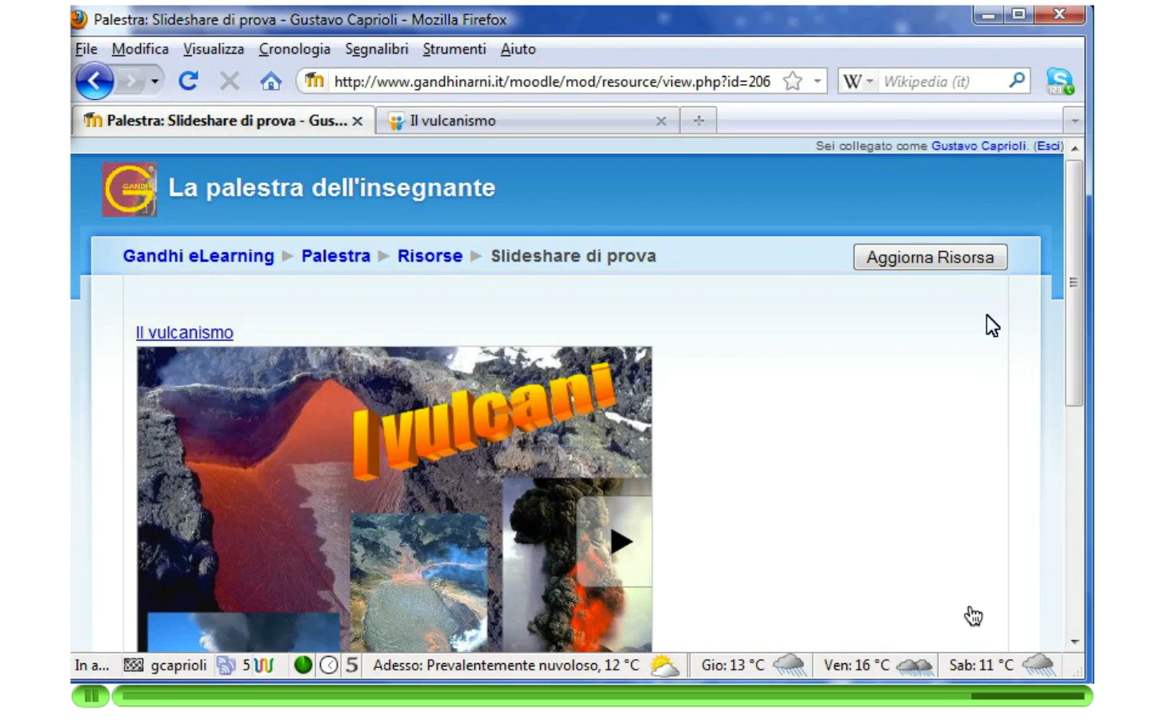 Palestra: Slideshare di prova - Gustavo Caprioli - Mozilla Firefox
File Modifica Visualizza Cronologia Segnalibri Strumenti Aiuto
http://www.gandhinarni.it/moodle/mod/resource/view.php?id=206 W Wikipedia (it)
Palestra: Slideshare di prova - Gus... Il vulcanismo
Sei collegato come Gustavo Caprioli. (Esci)
GANDHI La palestra dell'insegnante
Gandhi eLearning Palestra Risorse Slideshare di prova Aggiorna Risorsa
Il vulcanismo
I vulcani
In a... gcaprioli 5 5 Adesso: Prevalentemente nuvoloso, 12 °C Gio: 13 °C Ven: 16 °C Sab: 11 °C